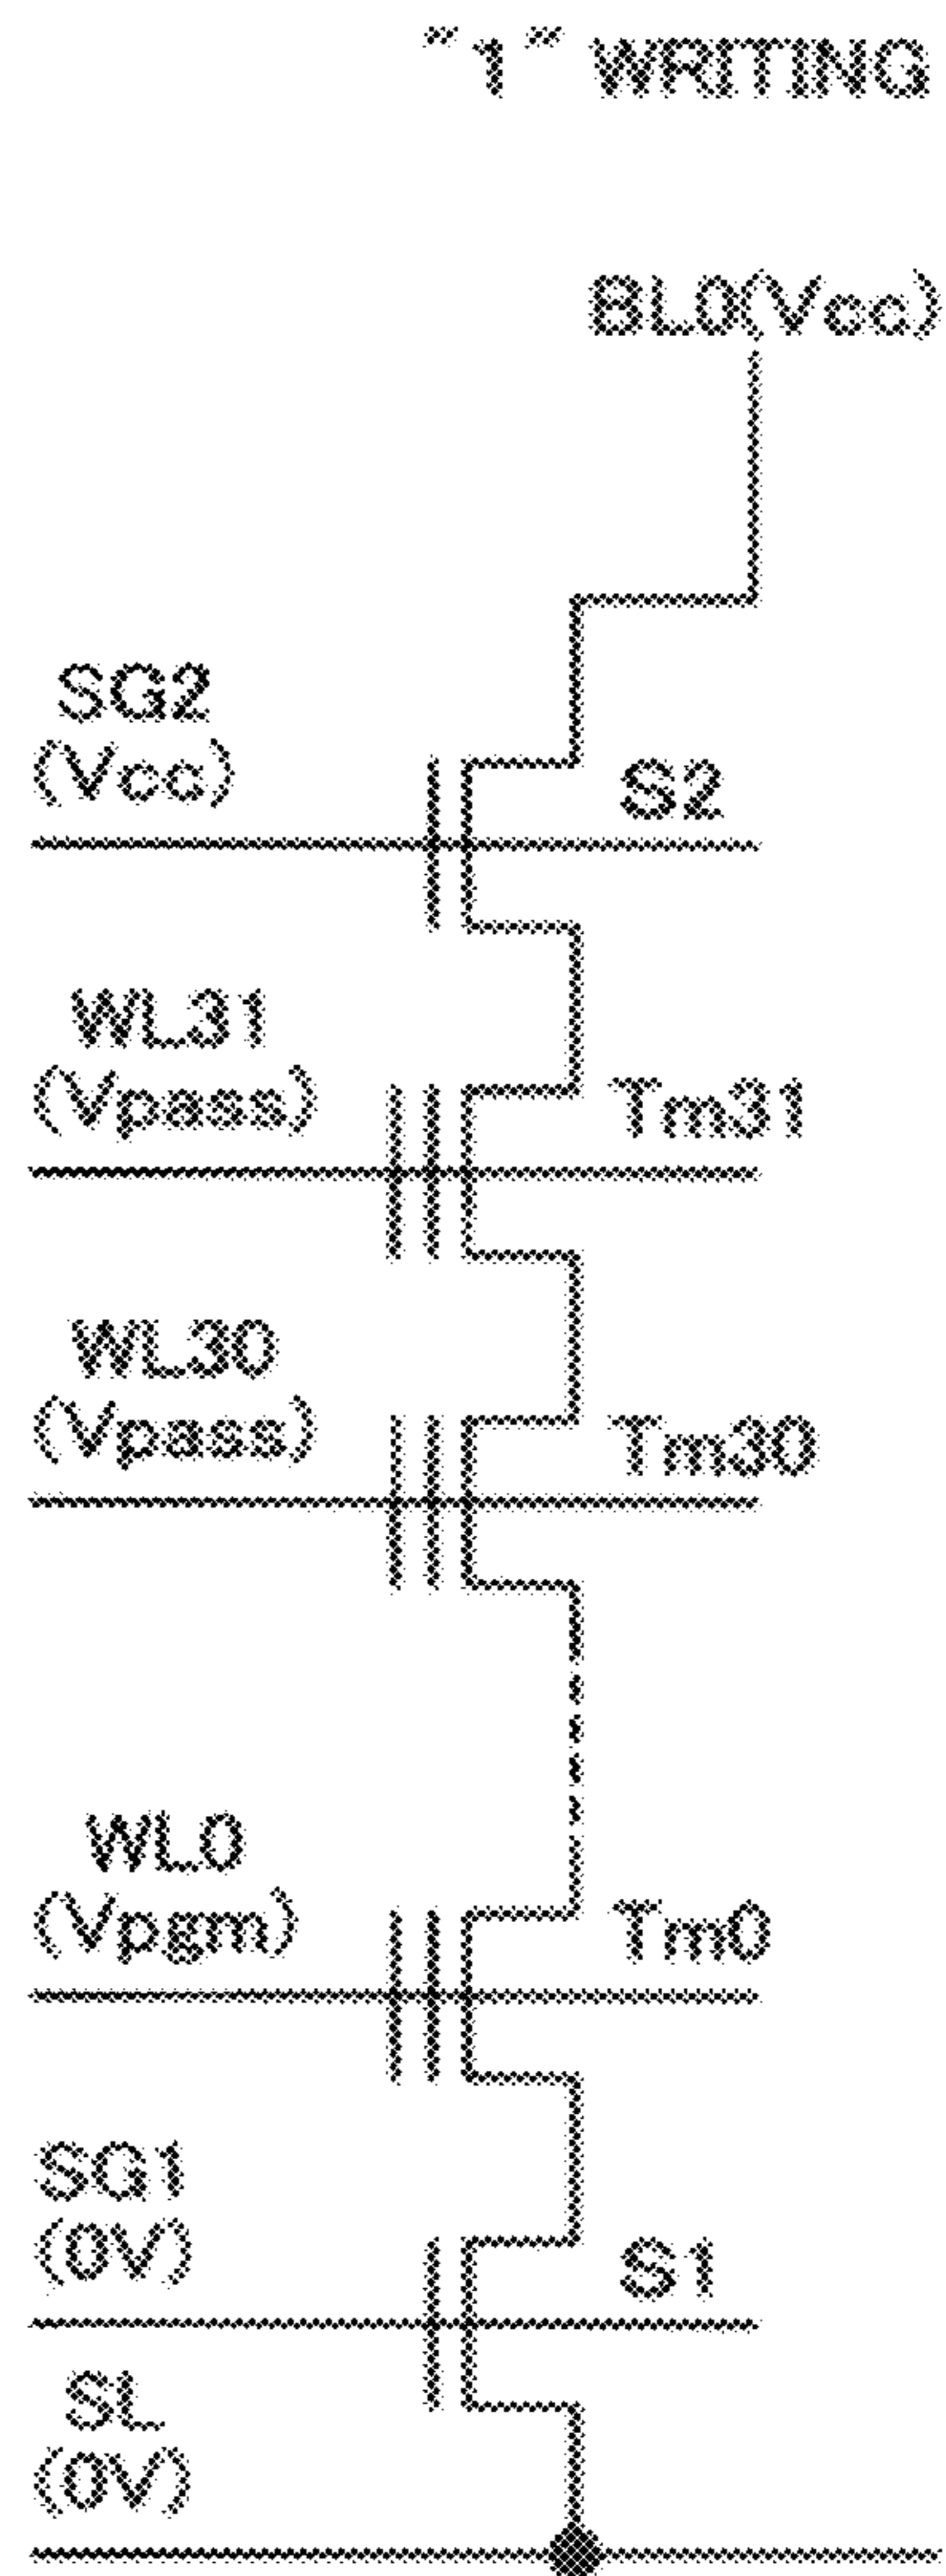 "1" WRITING
BL0(Vcc)
SG2
(Vcc)
S2
WL31
(Vpass)
Tm31
WL30
(Vpass)
Tm30
WL0
(Vpgm)
Tm0
SG1
(0V)
S1
SL
(0V)